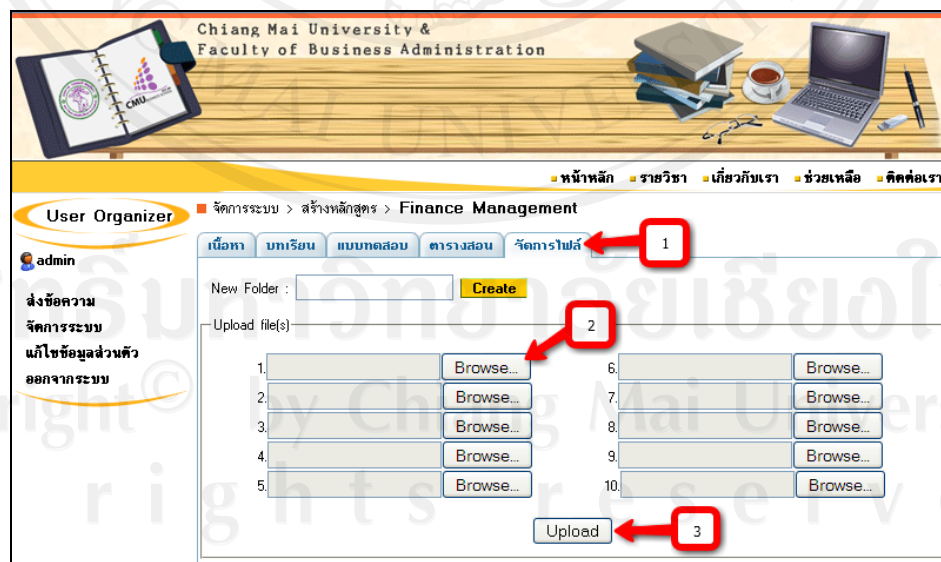 Chiang Mai University &
Faculty of Business Administration
CMU
หน้าหลัก รายวิชา เกี่ยวกับเรา ช่วยเหลือ ติดต่อเรา
User Organizer
จัดการระบบ > สร้างหลักสูตร > Finance Management
เนื้อหา บทเรียน แบบทดสอบ ตารางสอน จัดการไฟล์ 1
admin
New Folder : Create
ส่งข้อความ
จัดการระบบ
แก้ไขข้อมูลส่วนตัว
ออกจากระบบ
Upload file(s)
2
1. Browse... 6. Browse...
2. Browse... 7. Browse...
3. Browse... 8. Browse...
4. Browse... 9. Browse...
5. Browse... 10. Browse...
Upload 3